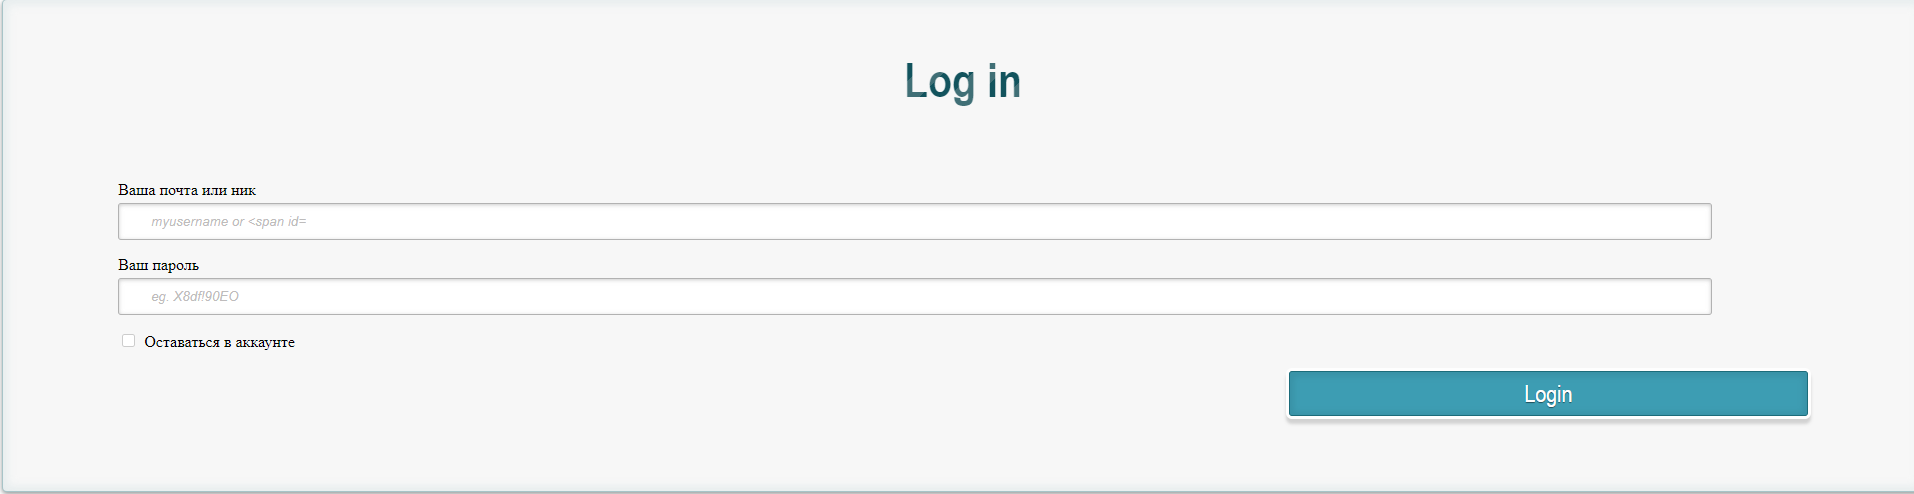 Log in
Ваша почта или ник
myusername or <span id=
Ваш пароль
eg. X8df!90EO
Оставаться в аккаунте
Login